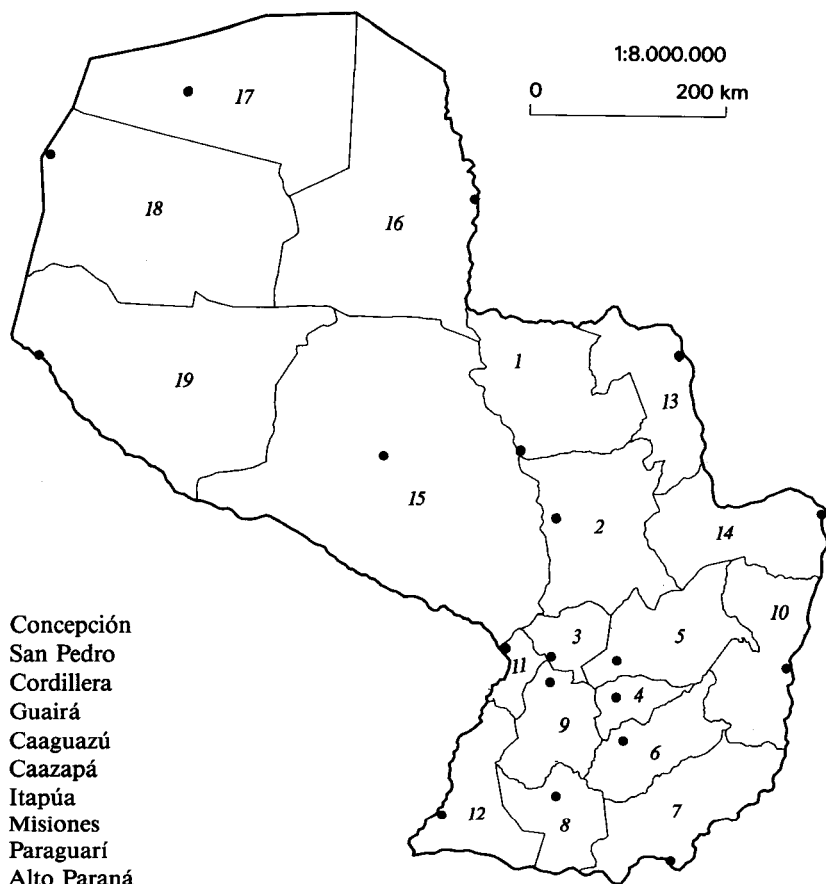 1:8.000.000
0 200 km
17
18
16
19
1
13
15
2
14
10
3
5
11
4
9
6
12
8
7
Concepción
San Pedro
Cordillera
Guairá
Caaguazú
Caazapá
Itapúa
Misiones
Paraguarí
Alto Paraná